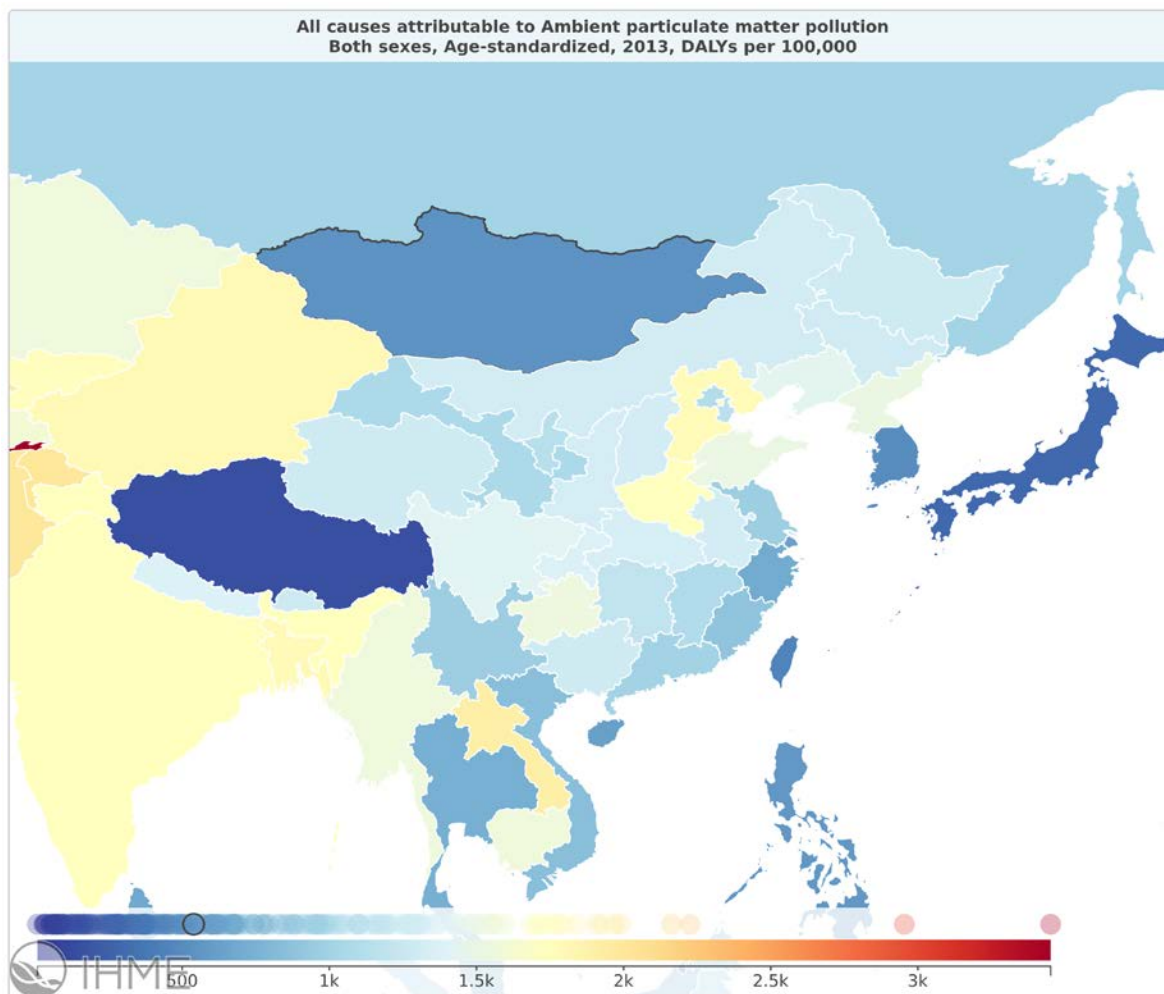 All causes attributable to Ambient particulate matter pollution
Both sexes, Age-standardized, 2013, DALYs per 100,000
500
1k
1.5k
2k
2.5k
3k
IHME